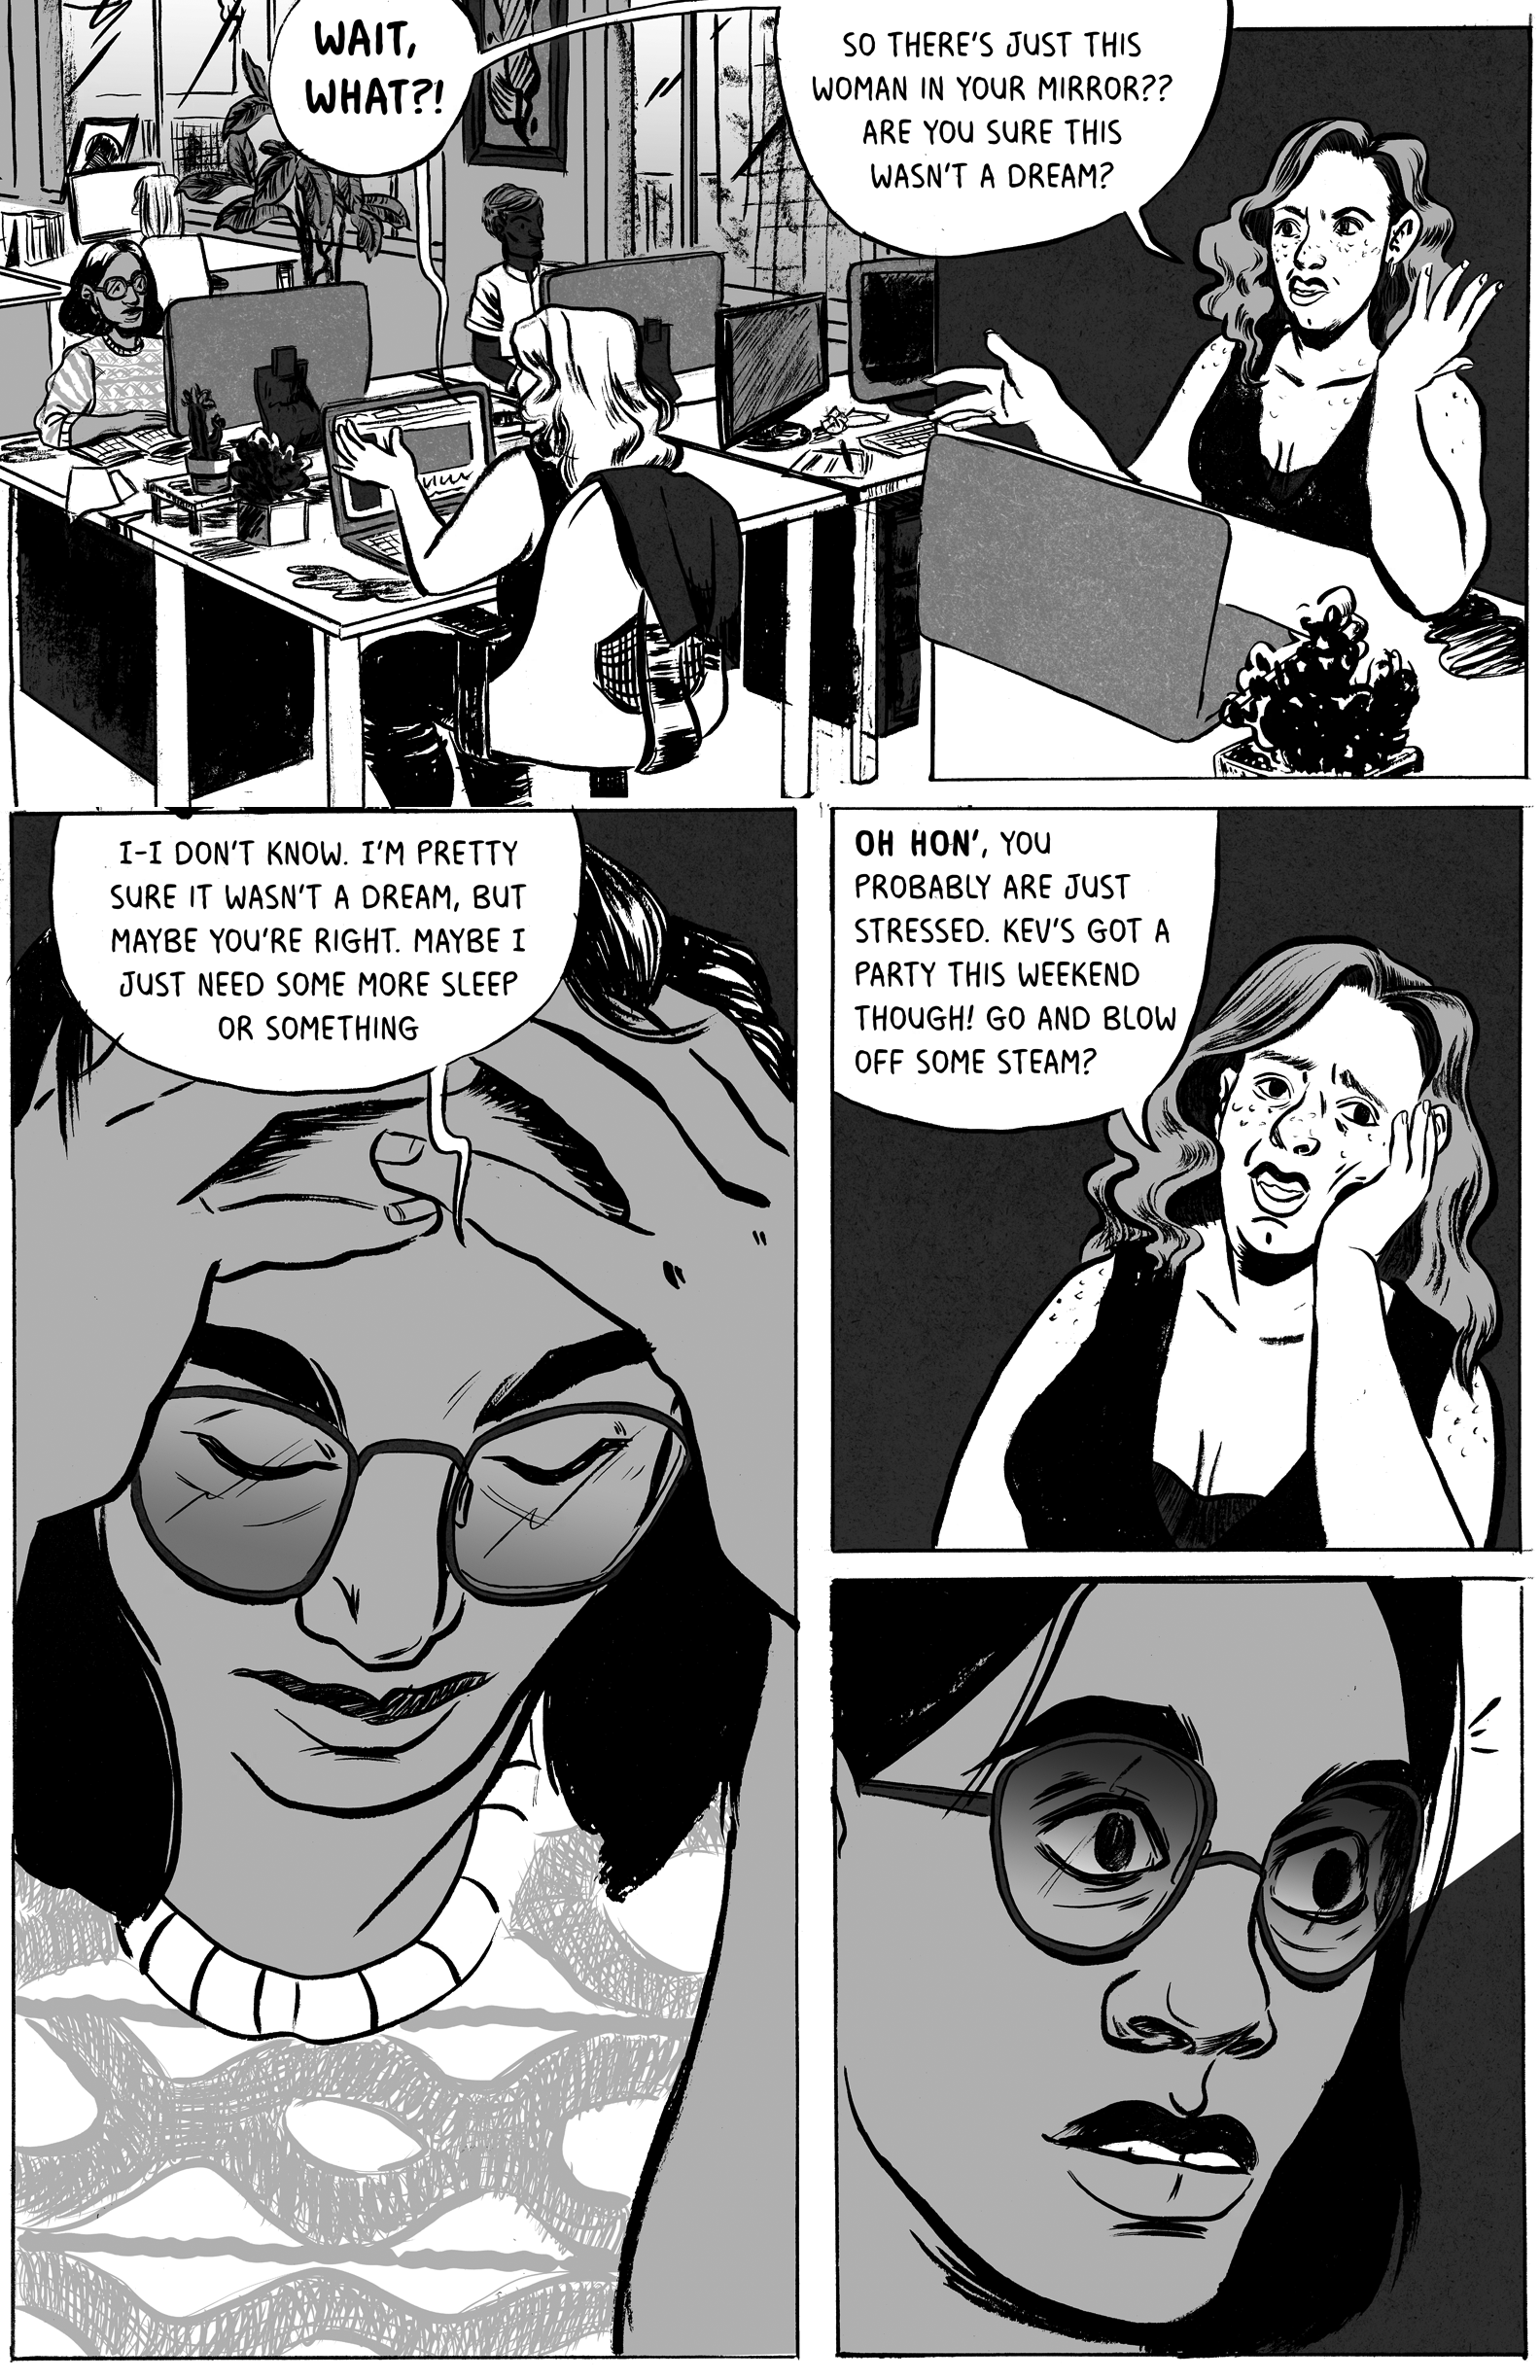 WAIT,
WHAT?!
SO THERE'S JUST THIS
WOMAN IN YOUR MIRROR??
ARE YOU SURE THIS
WASN'T A DREAM?
I-I DON'T KNOW. I'M PRETTY
SURE IT WASN'T A DREAM, BUT
MAYBE YOU'RE RIGHT. MAYBE I
JUST NEED SOME MORE SLEEP
OR SOMETHING
OH HON', YOU
PROBABLY ARE JUST
STRESSED. KEV'S GOT A
PARTY THIS WEEKEND
THOUGH! GO AND BLOW
OFF SOME STEAM?